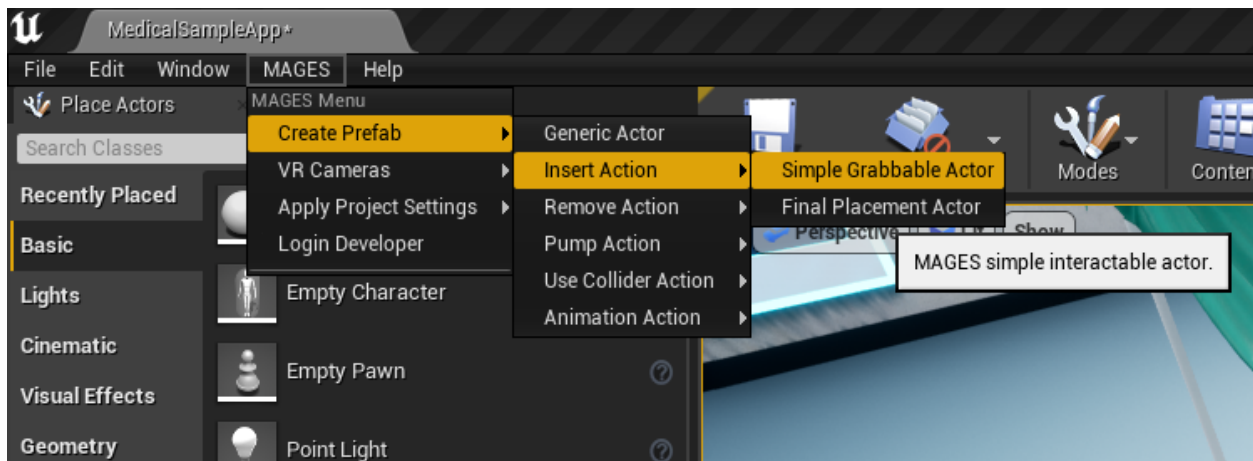 MedicalSampleApp*
File Edit Window MAGES Help
Place Actors
MAGES Menu
Search Classes
Create Prefab
Generic Actor
VR Cameras
Insert Action
Simple Grabbable Actor
Modes
Recently Placed
Apply Project Settings
Remove Action
Final Placement Actor
Perspective
Show
Basic
Login Developer
Pump Action
MAGES simple interactable actor.
Lights
Empty Character
Use Collider Action
Cinematic
Animation Action
Empty Pawn
Visual Effects
Geometry
Point Light